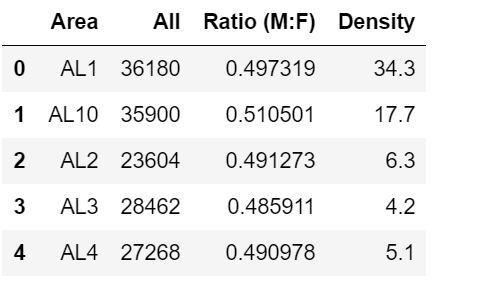 Area All Ratio (M:F) Density
0 AL1 36180 0.497319 34.3
1 AL10 35900 0.510501 17.7
2 AL2 23604 0.491273 6.3
3 AL3 28462 0.485911 4.2
4 AL4 27268 0.490978 5.1